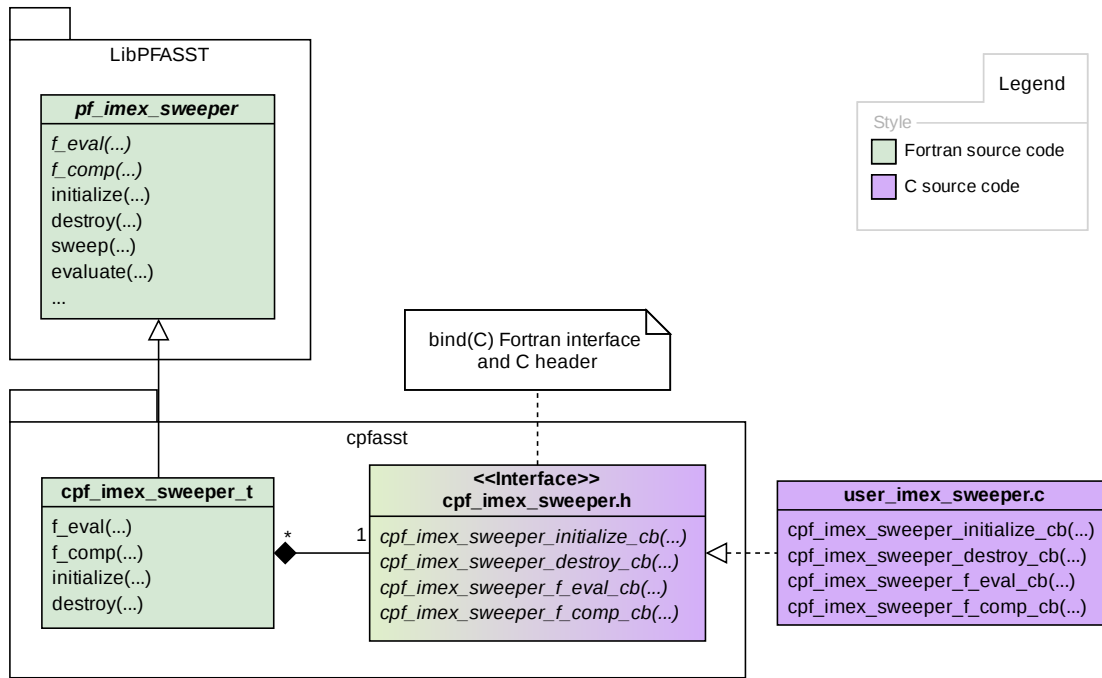 LibPFASST
pf_imex_sweeper
f_eval(...)
f_comp(...)
initialize(...)
destroy(...)
sweep(...)
evaluate(...)
...
Legend
Style
Fortran source code
C source code
bind(C) Fortran interface
and C header
cpfasst
cpf_imex_sweeper_t
f_eval(...)
f_comp(...)
initialize(...)
destroy(...)
*
1
<<Interface>>
cpf_imex_sweeper.h
cpf_imex_sweeper_initialize_cb(...)
cpf_imex_sweeper_destroy_cb(...)
cpf_imex_sweeper_f_eval_cb(...)
cpf_imex_sweeper_f_comp_cb(...)
user_imex_sweeper.c
cpf_imex_sweeper_initialize_cb(...)
cpf_imex_sweeper_destroy_cb(...)
cpf_imex_sweeper_f_eval_cb(...)
cpf_imex_sweeper_f_comp_cb(...)